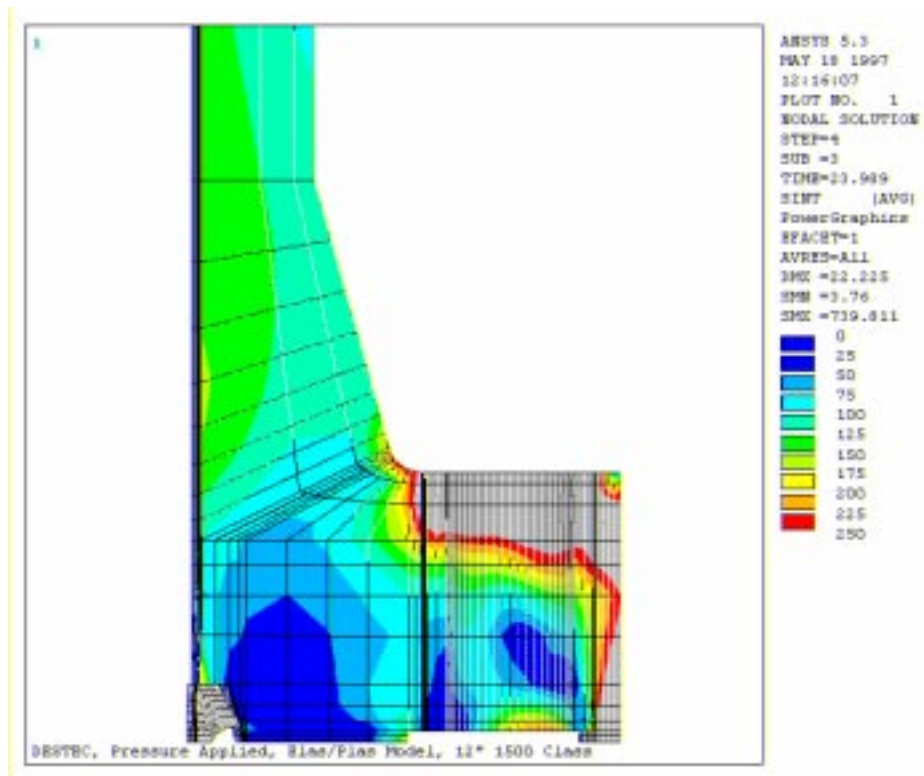 1
ANSYS 5.3
MAY 18 1997
12:16:07
PLOT NO. 1
NODAL SOLUTION
STEP=4
SUB =3
TIME=23.989
SINT (AVG)
PowerGraphics
EFACET=1
AVRES=All
DMX =22.225
SMN =3.76
SMX =739.811
0
25
50
75
100
125
150
175
200
225
250
DESTEC, Pressure Applied, Elas/Plas Model, 12" 1500 Class